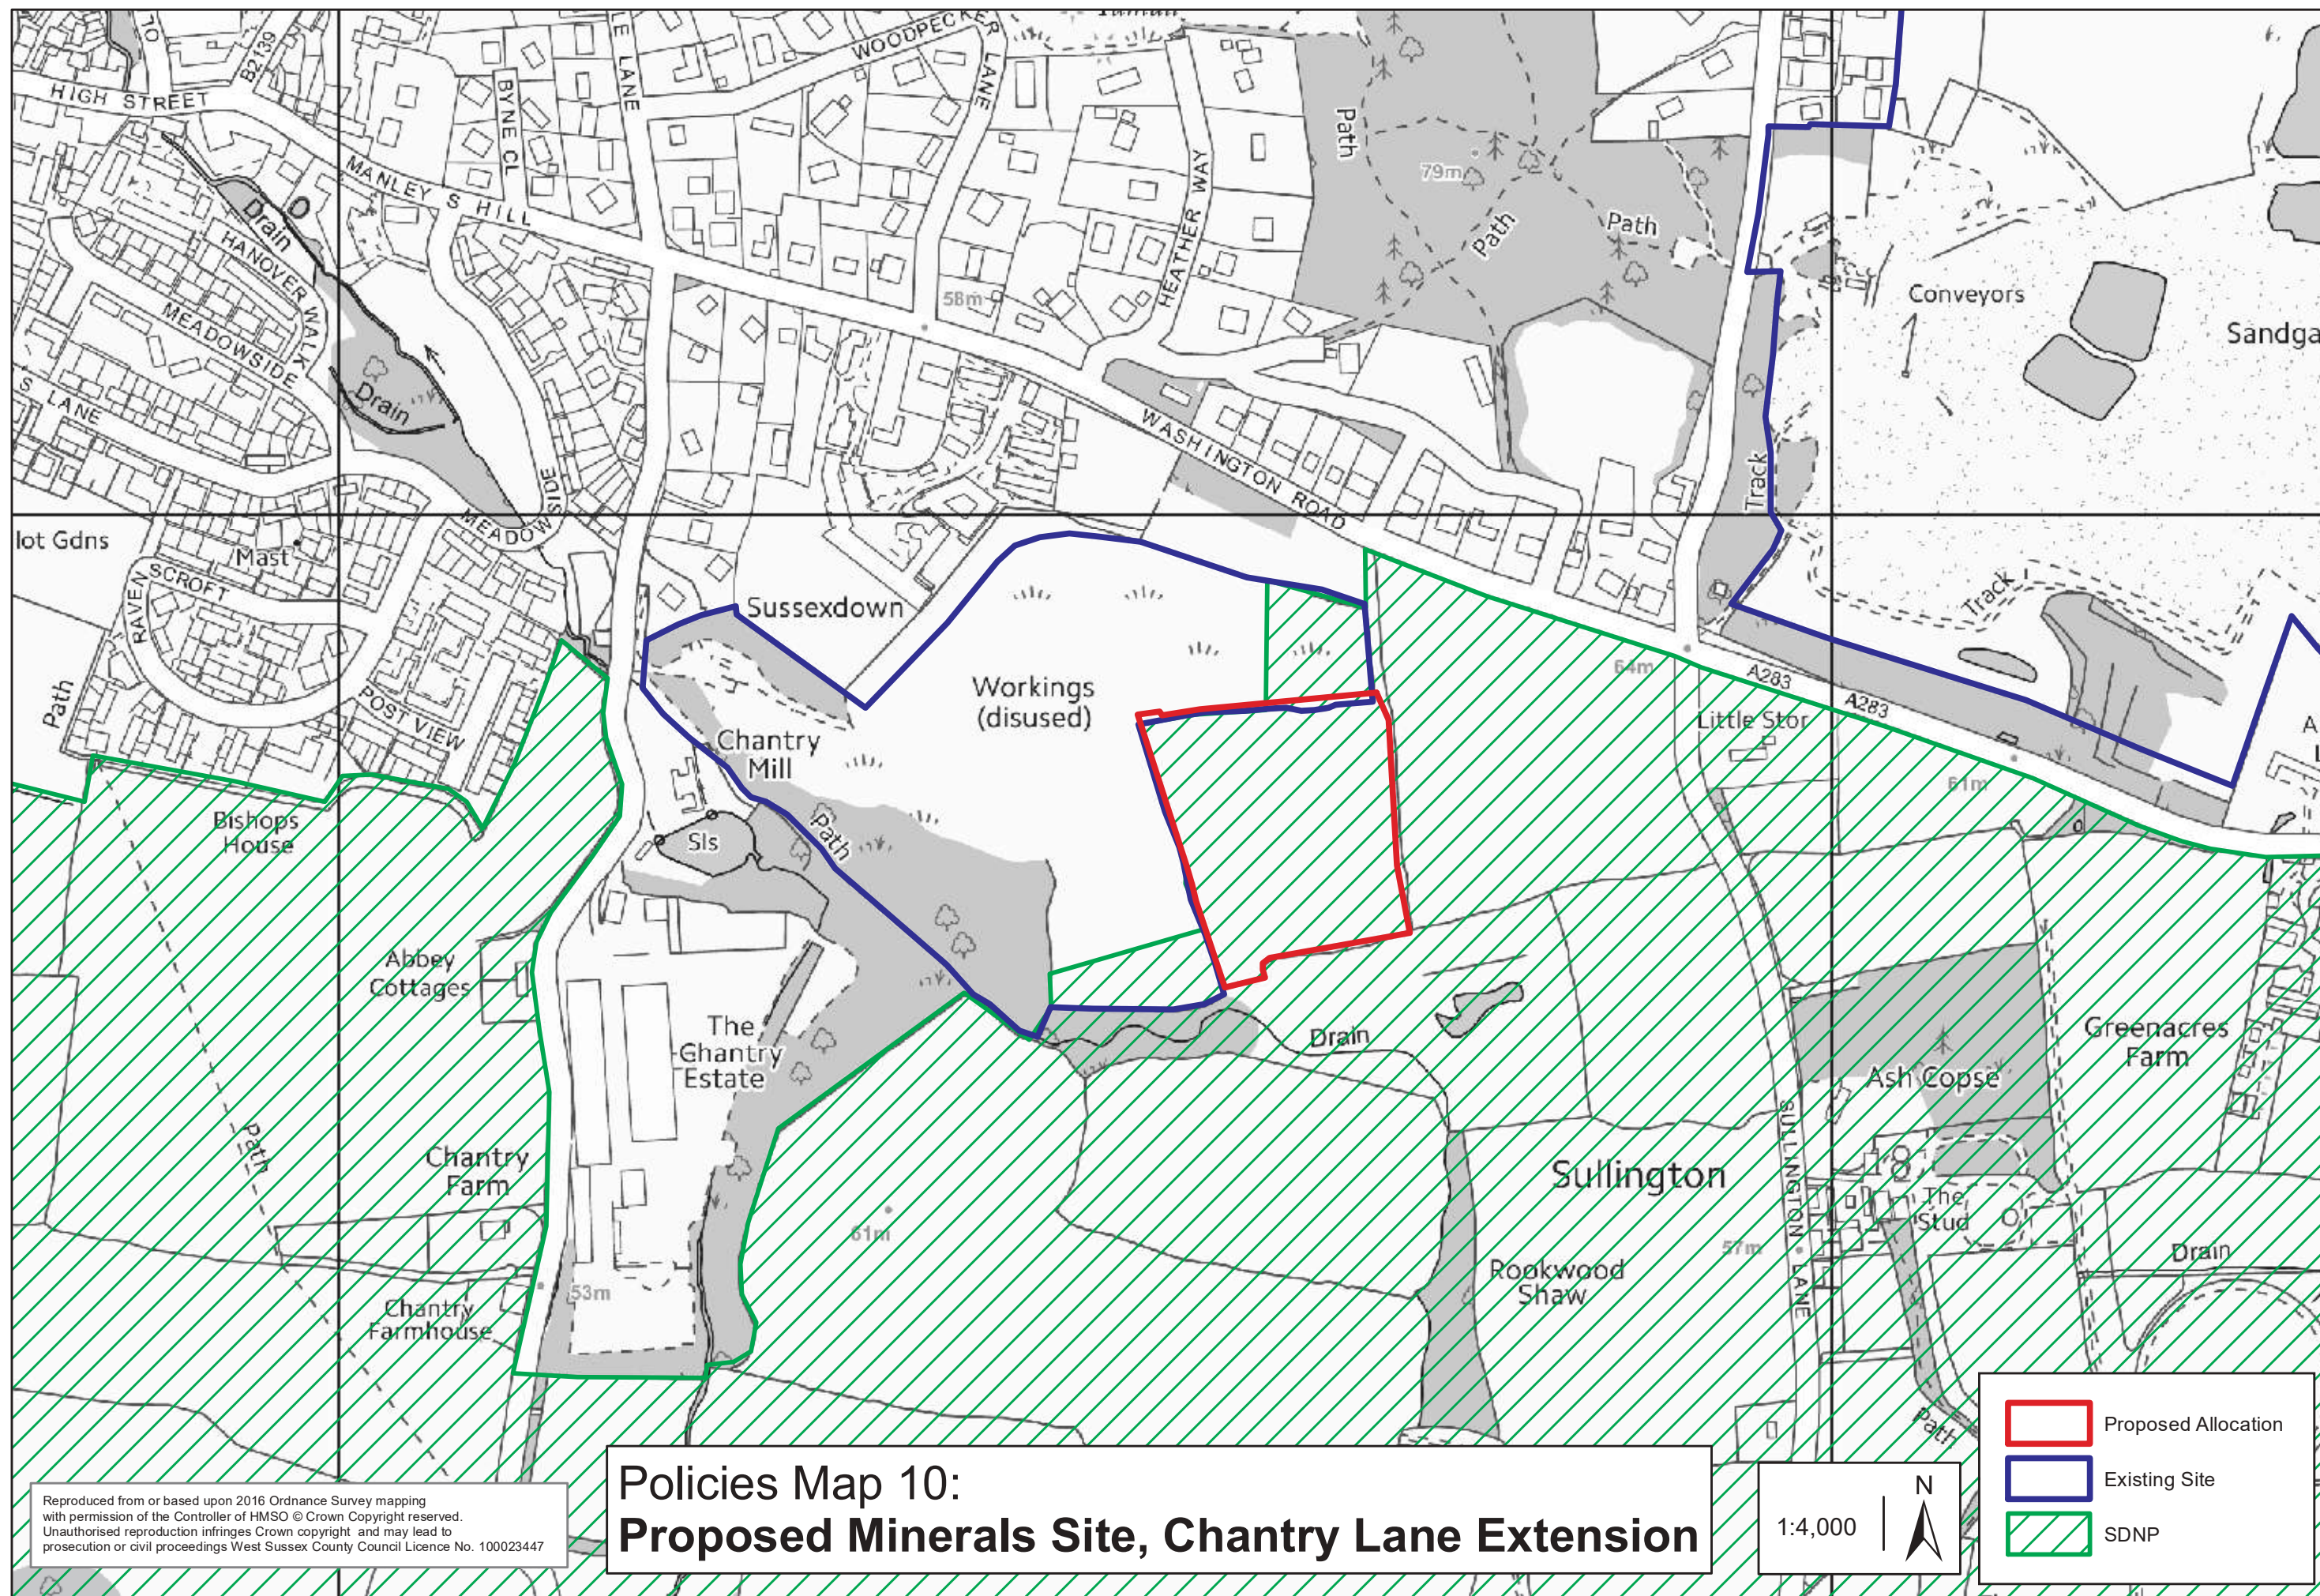 HIGH STREET
B2139
BYNE CL
LE LANE
WOODPECKER LANE
MANLEY S HILL
HEATHER WAY
Path
79m
Path
Path
Drain
HANOVER WALK
MEADOWSIDE
Drain
S LANE
58m
Conveyors
Sandga
WASHINGTON ROAD
Track
MEADOWSIDE
lot Gdns
Mast
RAVENSCROFT
Path
POST VIEW
Sussexdown
Workings
(disused)
Track
64m
A283
A283
Little Stor
61m
Chantry
Mill
Path
Sls
Bishops
House
Abbey
Cottages
The
Chantry
Estate
Drain
Greenacres
Farm
Ash Copse
Path
Chantry
Farm
Sullington
SULLINGTON LANE
The
Stud
61m
57m
Drain
Rookwood
Shaw
53m
Chantry
Farmhouse
Path
Proposed Allocation
Existing Site
SDNP
Policies Map 10:
Proposed Minerals Site, Chantry Lane Extension
1:4,000
N
Reproduced from or based upon 2016 Ordnance Survey mapping
with permission of the Controller of HMSO © Crown Copyright reserved.
Unauthorised reproduction infringes Crown copyright and may lead to
prosecution or civil proceedings West Sussex County Council Licence No. 100023447